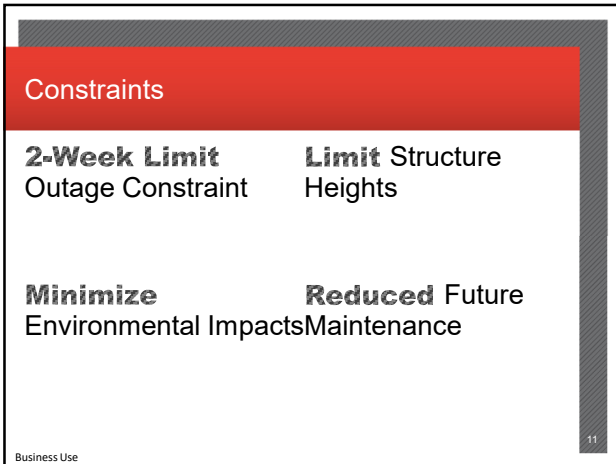 Constraints
2-Week Limit
Outage Constraint
Limit Structure
Heights
Minimize
Environmental Impacts
Reduced Future
Maintenance
11
Business Use